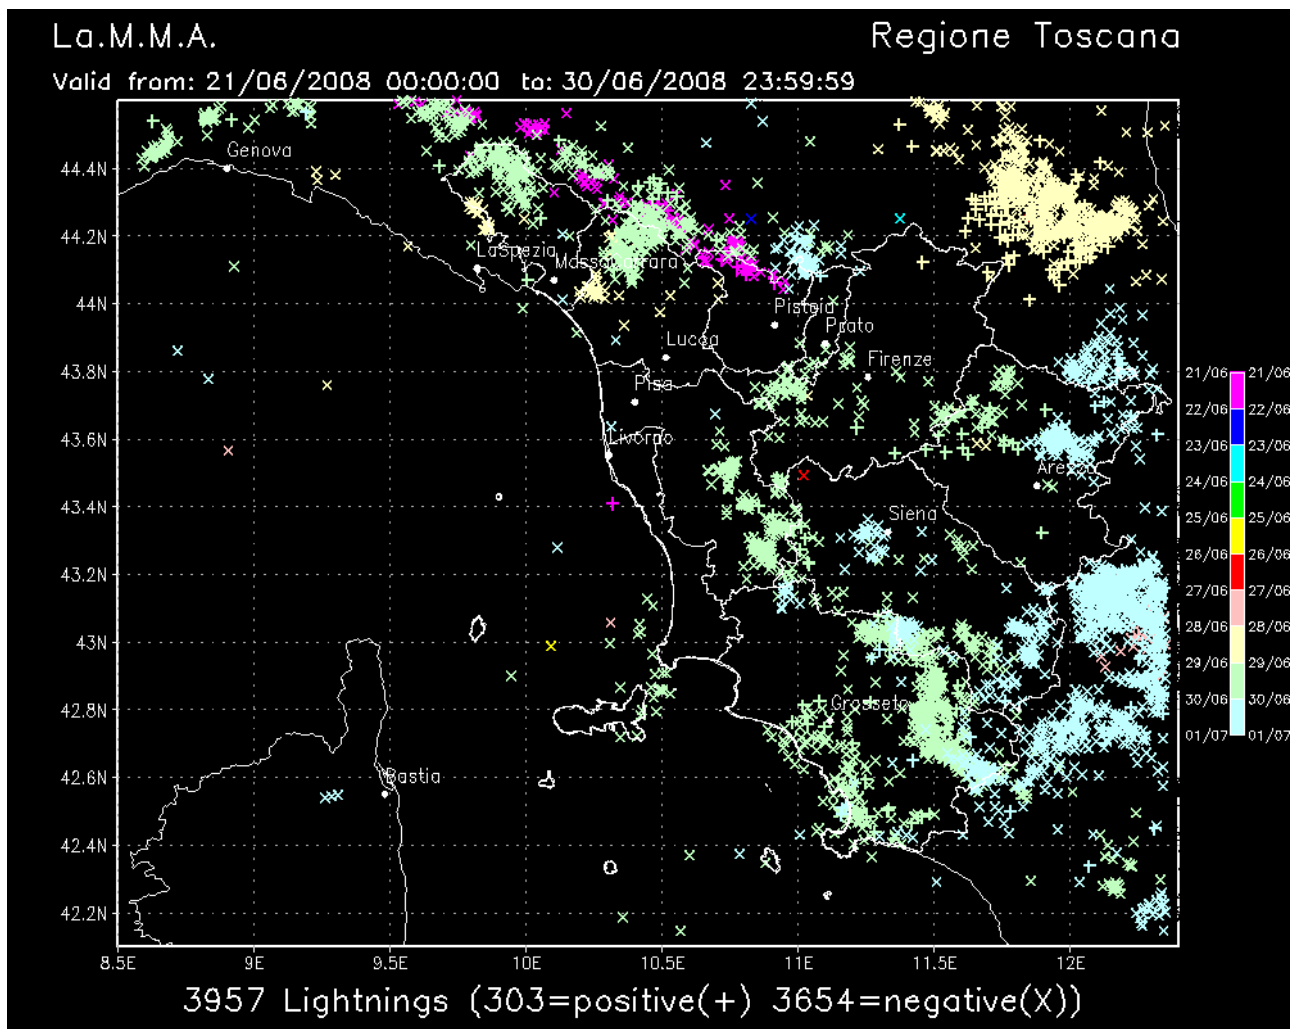 La.M.M.A. Regione Toscana
Valid from: 21/06/2008 00:00:00 to: 30/06/2008 23:59:59
Genova
44.4N
44.2N
LaSpezia
MassaCarrara
44N
Pistoia
Prato
Lucca
Firenze
43.8N
21/06 21/06
Pisa
22/06 22/06
43.6N
Livorno
23/06 23/06
Arezzo
24/06 24/06
43.4N
Siena
25/06 25/06
26/06 26/06
43.2N
27/06 27/06
28/06 28/06
43N
29/06 29/06
30/06 30/06
42.8N
Grosseto
01/07 01/07
42.6N
Bastia
42.4N
42.2N
8.5E 9E 9.5E 10E 10.5E 11E 11.5E 12E
3957 Lightnings (303=positive(+) 3654=negative(X))